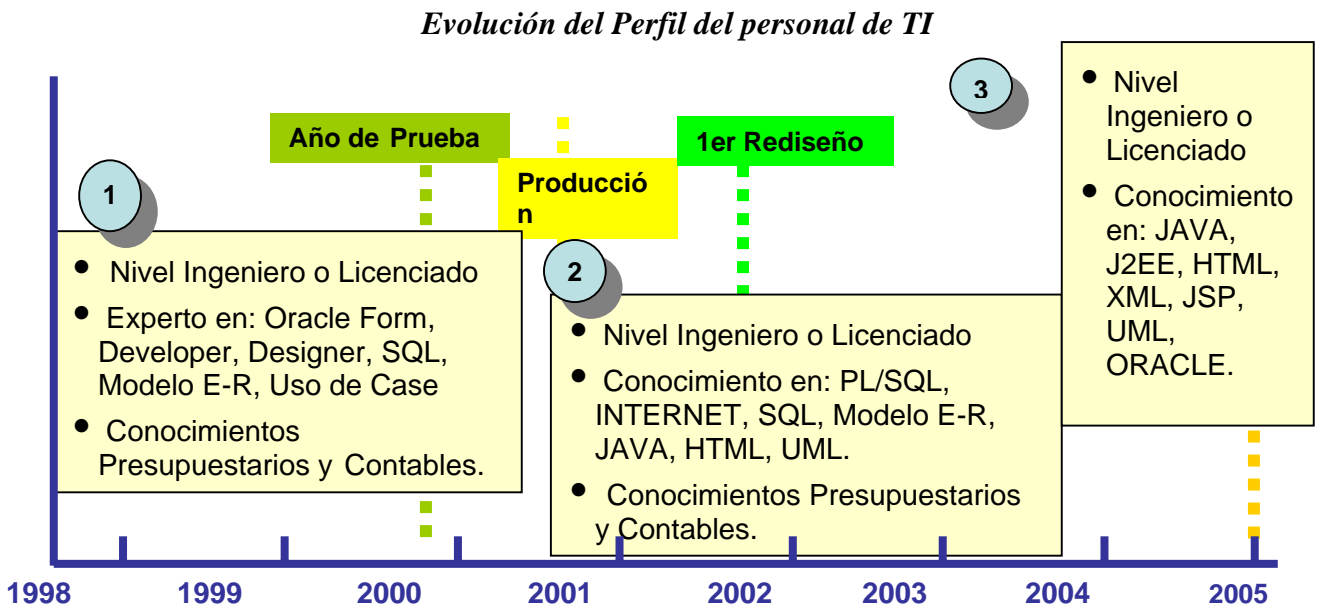 Evolución del Perfil del personal de TI
Año de Prueba
Producció
n
1er Rediseño
1
• Nivel Ingeniero o Licenciado
• Experto en: Oracle Form,
Developer, Designer, SQL,
Modelo E-R, Uso de Case
• Conocimientos
Presupuestarios y Contables.
2
• Nivel Ingeniero o Licenciado
• Conocimiento en: PL/SQL,
INTERNET, SQL, Modelo E-R,
JAVA, HTML, UML.
• Conocimientos Presupuestarios
y Contables.
3
• Nivel
Ingeniero o
Licenciado
• Conocimiento
en: JAVA,
J2EE, HTML,
XML, JSP,
UML,
ORACLE.
1998 1999 2000 2001 2002 2003 2004 2005